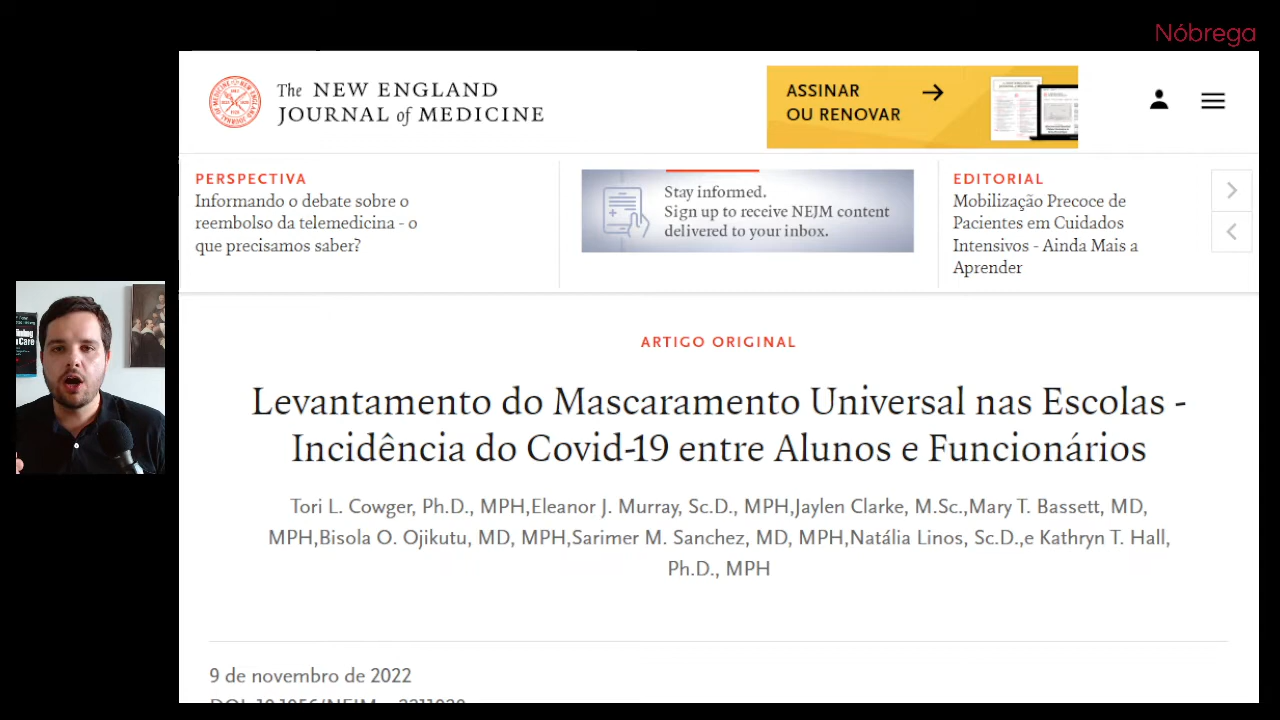 Nóbrega
The NEW ENGLAND
JOURNAL of MEDICINE
ASSINAR
OU RENOVAR
PERSPECTIVA
Informando o debate sobre o
reembolso da telemedicina - o
que precisamos saber?
Stay informed.
Sign up to receive NEJM content
delivered to your inbox.
EDITORIAL
Mobilização Precoce de
Pacientes em Cuidados
Intensivos - Ainda Mais a
Aprender
ARTIGO ORIGINAL
Levantamento do Mascaramento Universal nas Escolas -
Incidência do Covid-19 entre Alunos e Funcionários
Tori L. Cowger, Ph.D., MPH,Eleanor J. Murray, Sc.D., MPH,Jaylen Clarke, M.Sc.,Mary T. Bassett, MD,
MPH,Bisola O. Ojikutu, MD, MPH,Sarimer M. Sanchez, MD, MPH,Natália Linos, Sc.D.,e Kathryn T. Hall,
Ph.D., MPH
9 de novembro de 2022